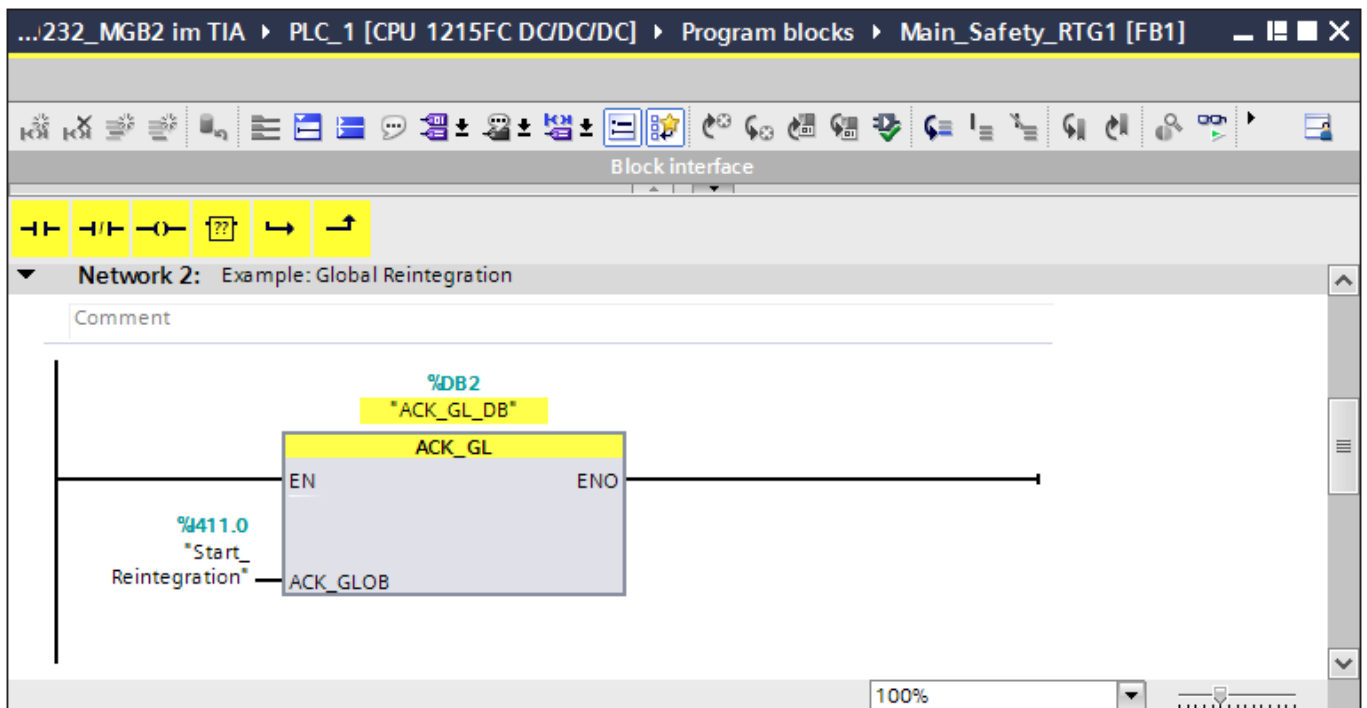 ...232_MGB2 im TIA ▸ PLC_1 [CPU 1215FC DC/DC/DC] ▸ Program blocks ▸ Main_Safety_RTG1 [FB1]
Block interface
??
Network 2: Example: Global Reintegration
Comment
%DB2
"ACK_GL_DB"
ACK_GL
EN ENO
%I411.0
"Start_
Reintegration"
ACK_GLOB
100%